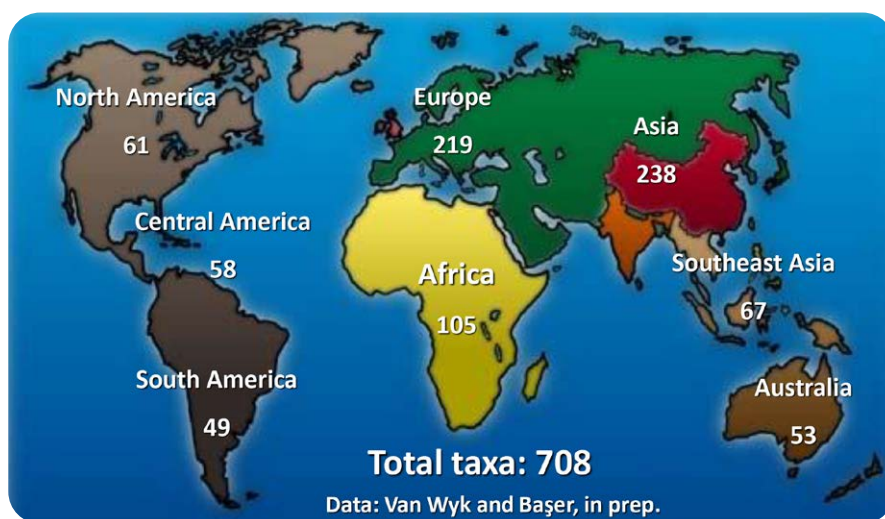 North America
61
Europe
219
Asia
238
Central America
58
Africa
105
Southeast Asia
67
South America
49
Australia
53
Total taxa: 708
Data: Van Wyk and Başer, in prep.